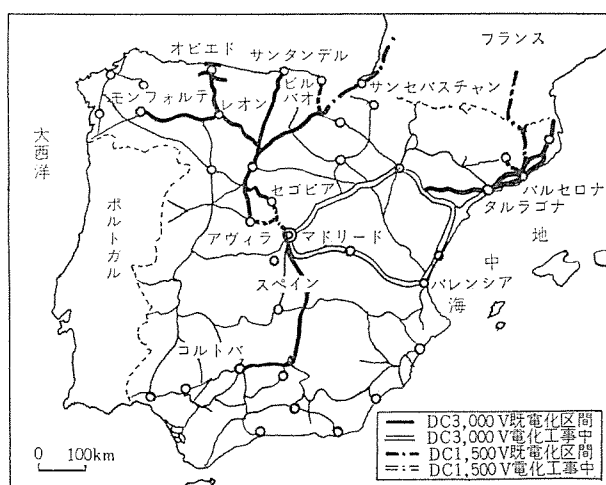 フランス
オビエド
サンタンデル
ビルバオ
サンセバスチャン
モンフォルテ
レオン
大西洋
セゴビア
バルセロナ
タルラゴナ
アヴィラ
マドリード
ポルトガル
地中海
スペイン
バレンシア
コルトバ
DC3,000V既電化区間
DC3,000V電化工事中
DC1,500V既電化区間
DC1,500V電化工事中
0 100km